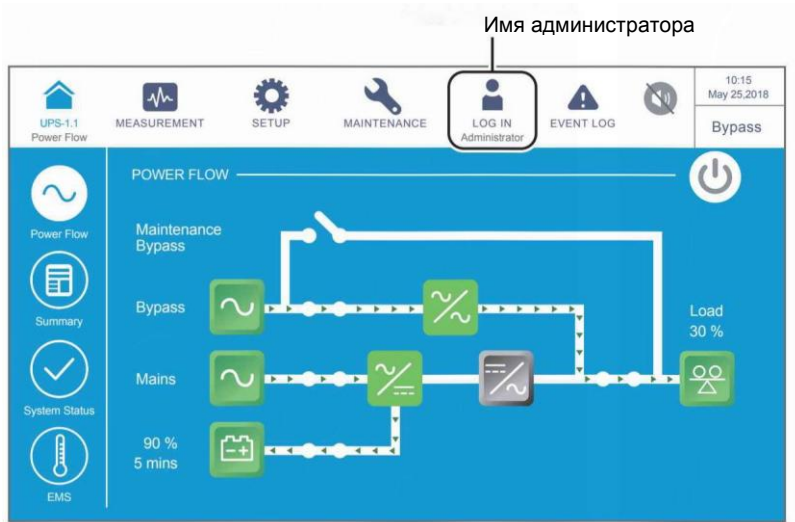 Имя администратора
UPS-1.1
Power Flow
MEASUREMENT
SETUP
MAINTENANCE
LOG IN
Administrator
EVENT LOG
10:15
May 25,2018
Bypass
POWER FLOW
Power Flow
Summary
System Status
EMS
Maintenance
Bypass
Bypass
Mains
90 %
5 mins
Load
30 %